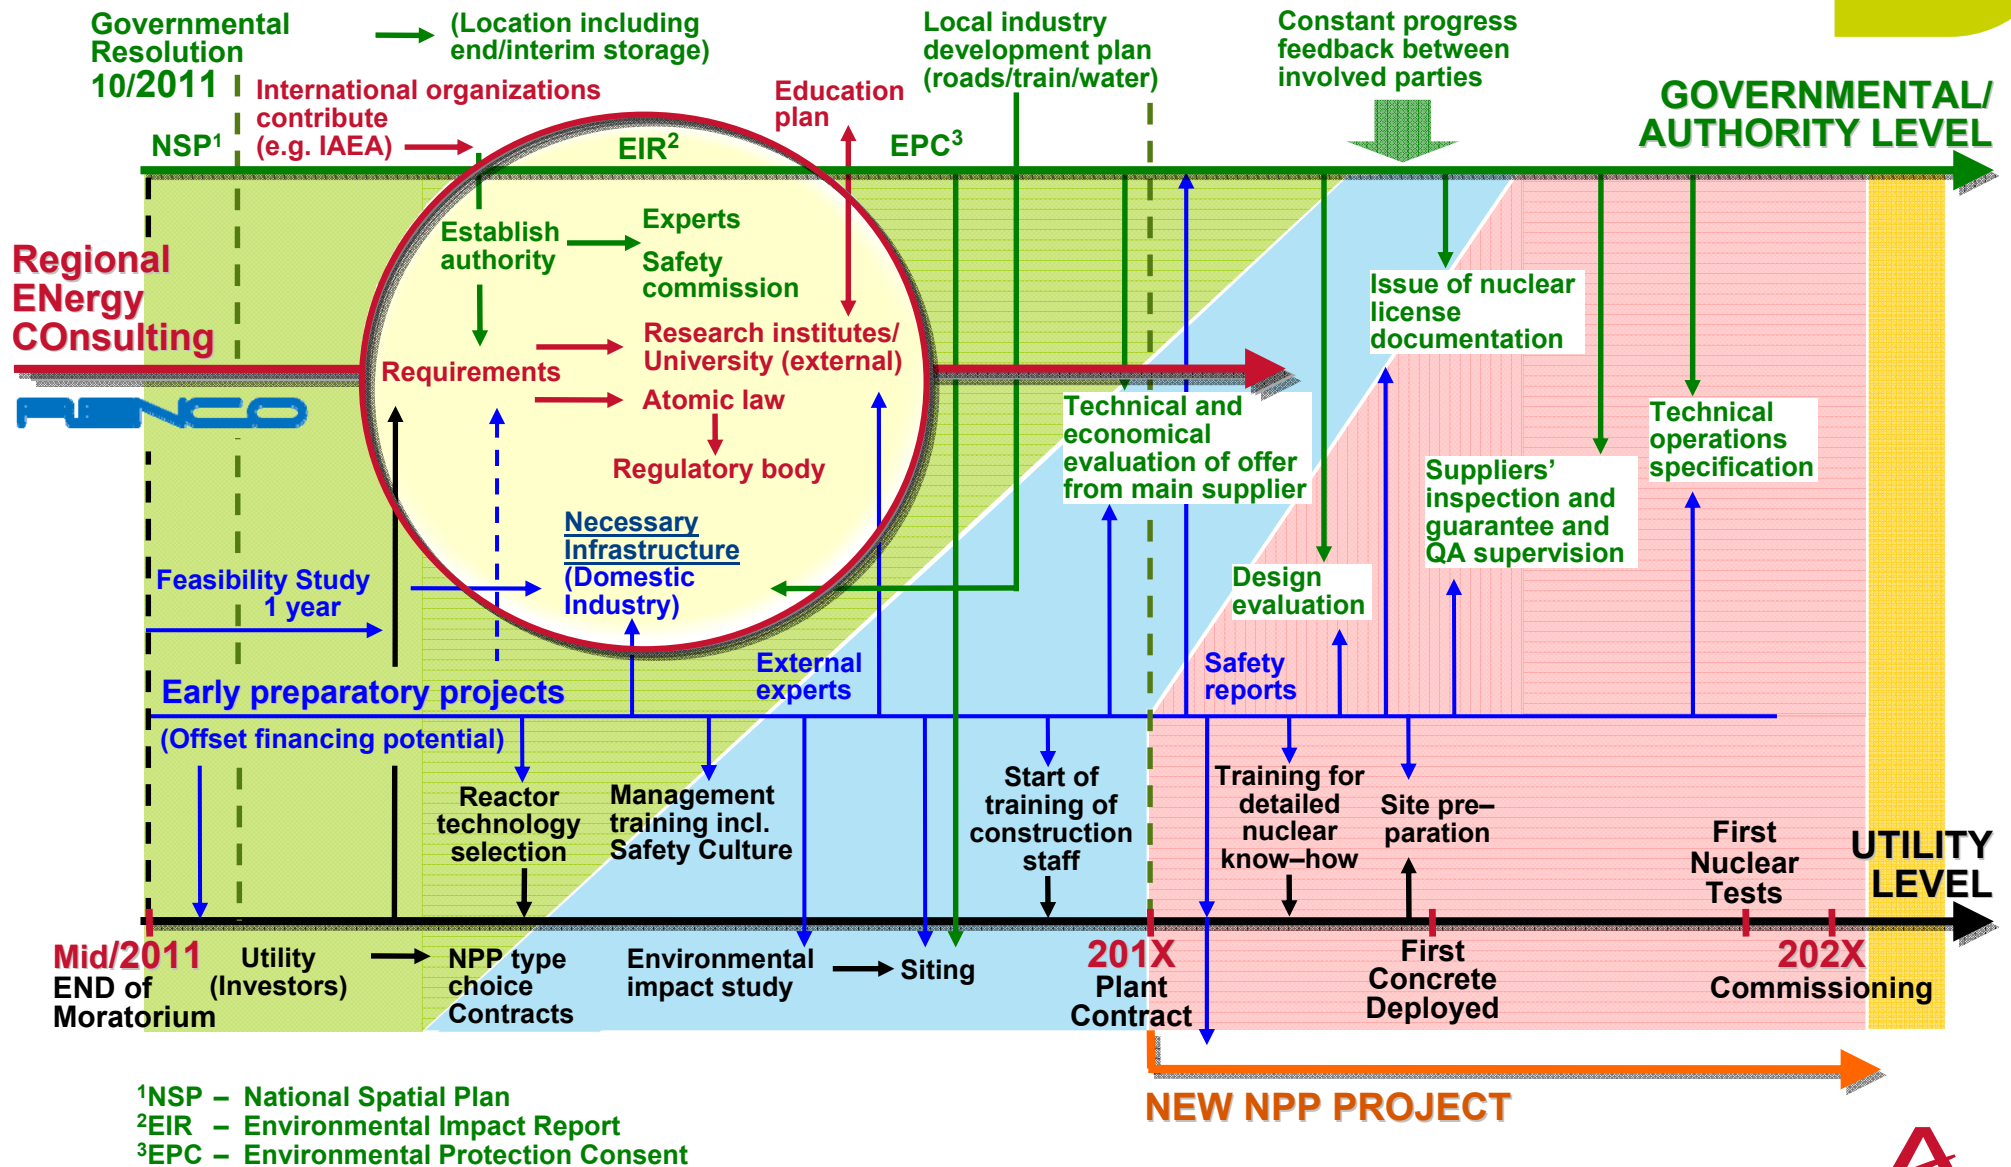 Governmental
Resolution
10/2011
(Location including
end/interim storage)
Local industry
development plan
(roads/train/water)
Constant progress
feedback between
involved parties
GOVERNMENTAL/
AUTHORITY LEVEL
International organizations
contribute
(e.g. IAEA)
Education
plan
NSP¹
EIR²
EPC³
Establish
authority
Experts
Safety
commission
Regional
ENergy
COnsulting
RENCO
Requirements
Research institutes/
University (external)
Atomic law
Regulatory body
Issue of nuclear
license
documentation
Technical and
economical
evaluation of offer
from main supplier
Technical
operations
specification
Suppliers’
inspection and
guarantee and
QA supervision
Necessary
Infrastructure
(Domestic
Industry)
Feasibility Study
1 year
Design
evaluation
External
experts
Safety
reports
Early preparatory projects
(Offset financing potential)
Reactor
technology
selection
Management
training incl.
Safety Culture
Start of
training of
construction
staff
Training for
detailed
nuclear
know–how
Site pre–
paration
First
Nuclear
Tests
UTILITY
LEVEL
Mid/2011
END of
Moratorium
Utility
(Investors)
NPP type
choice
Contracts
Environmental
impact study
Siting
201X
Plant
Contract
First
Concrete
Deployed
202X
Commissioning
NEW NPP PROJECT
¹NSP – National Spatial Plan
²EIR – Environmental Impact Report
³EPC – Environmental Protection Consent